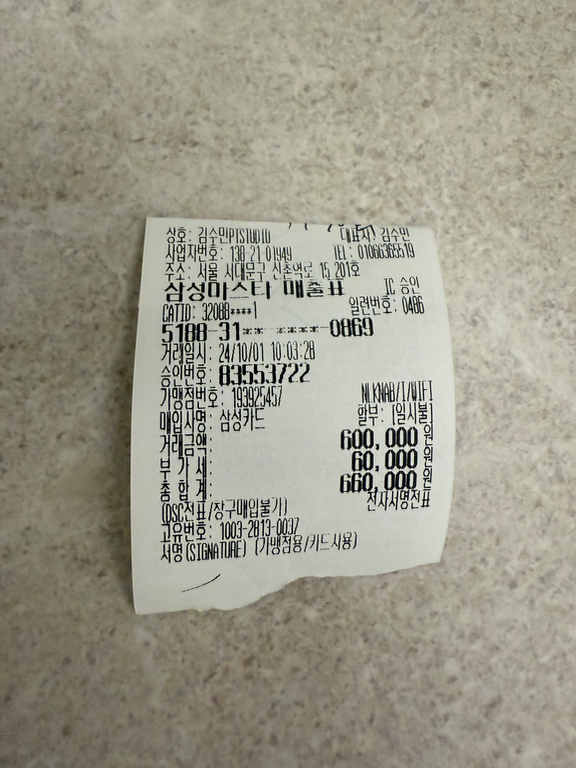 상호: 김수민PTSTUDIO 대표자: 김수민
사업자번호: 138-21-01949 TEL: 01066365519
주소: 서울 서대문구 신촌역로 15 201호
삼성마스타 매출표 IC 승인
CATID: 32088****1 일련번호: 0486
5188-31**-****-0869
거래일시: 24/10/01 10:03:28
승인번호: 83553722
가맹점번호: 193925457 NLKNAB/I/WIFI
매입사명: 삼성카드 할부: [일시불]
거래금액: 600,000 원
부 가 세: 60,000 원
총 합 계: 660,000 원
(DSC전표/창구매입불가) 전자서명전표
고유번호: 1003-2813-0037
서명(SIGNATURE) (가맹점용/카드사용)